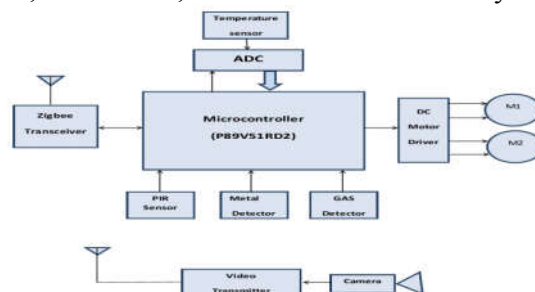 Temperature
sensor
ADC
Zigbee
Transceiver
Microcontroller
(P89V51RD2)
DC
Motor
Driver
M1
M2
PIR
Sensor
Metal
Detector
GAS
Detector
Video
Transmitter
Camera